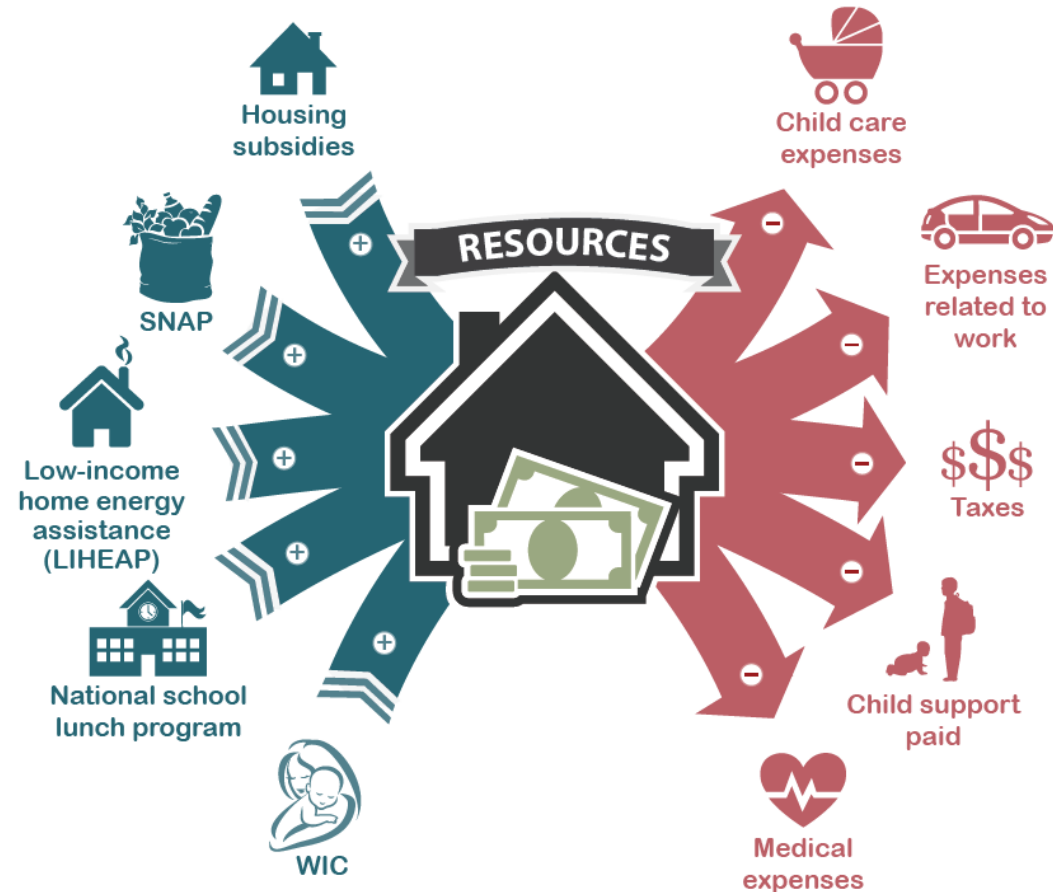 Housing
subsidies
SNAP
Low-income
home energy
assistance
(LIHEAP)
National school
lunch program
WIC
RESOURCES
Child care
expenses
Expenses
related to
work
$$$
Taxes
Child support
paid
Medical
expenses